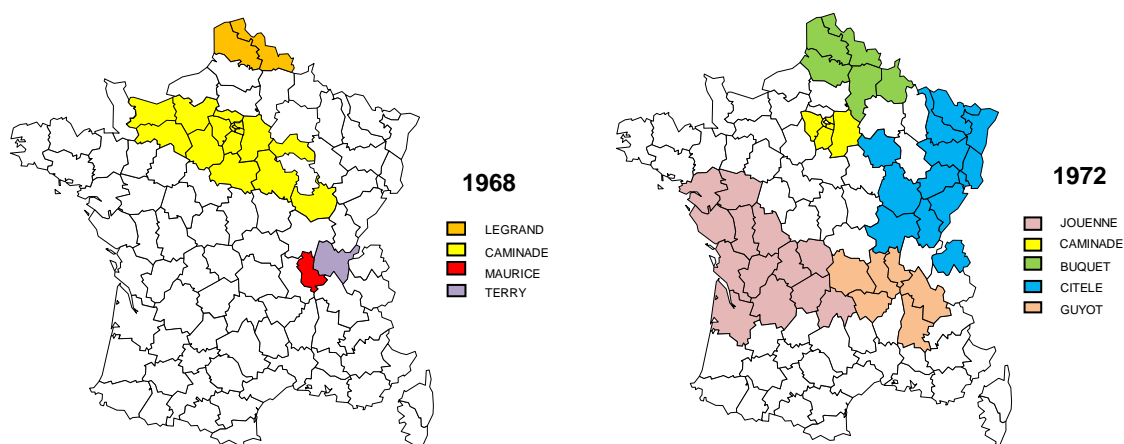 1968
LEGRAND
CAMINADE
MAURICE
TERRY
1972
JOUENNE
CAMINADE
BUQUET
CITELE
GUYOT